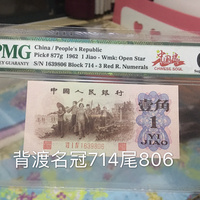 PMG
China / People's Republic
Pick# 877g 1962 1 Jiao - Wmk: Open Star
S/N 1639806 Block 714 - 3 Red R. Numerals
中国人民银行
壹角
1
YI JIAO
1639806
背渡名冠714尾806